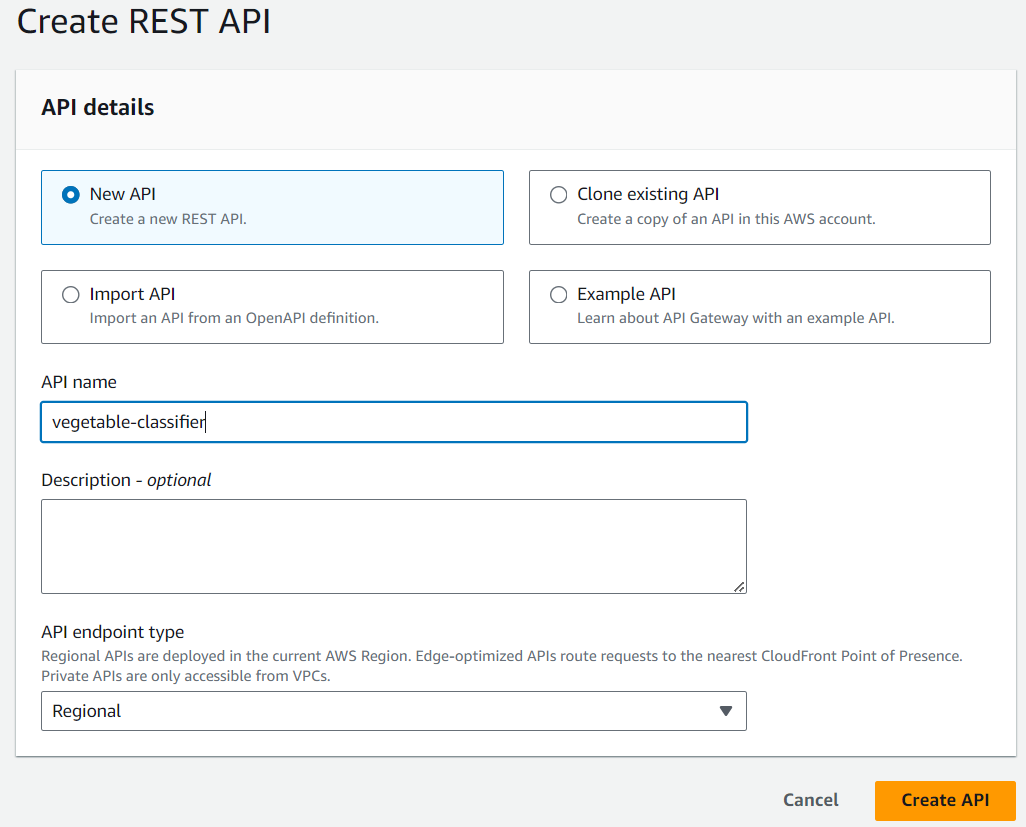 Create REST API
API details
New API
Create a new REST API.
Clone existing API
Create a copy of an API in this AWS account.
Import API
Import an API from an OpenAPI definition.
Example API
Learn about API Gateway with an example API.
API name
vegetable-classifier
Description - optional
API endpoint type
Regional APIs are deployed in the current AWS Region. Edge-optimized APIs route requests to the nearest CloudFront Point of Presence.
Private APIs are only accessible from VPCs.
Regional
Cancel
Create API